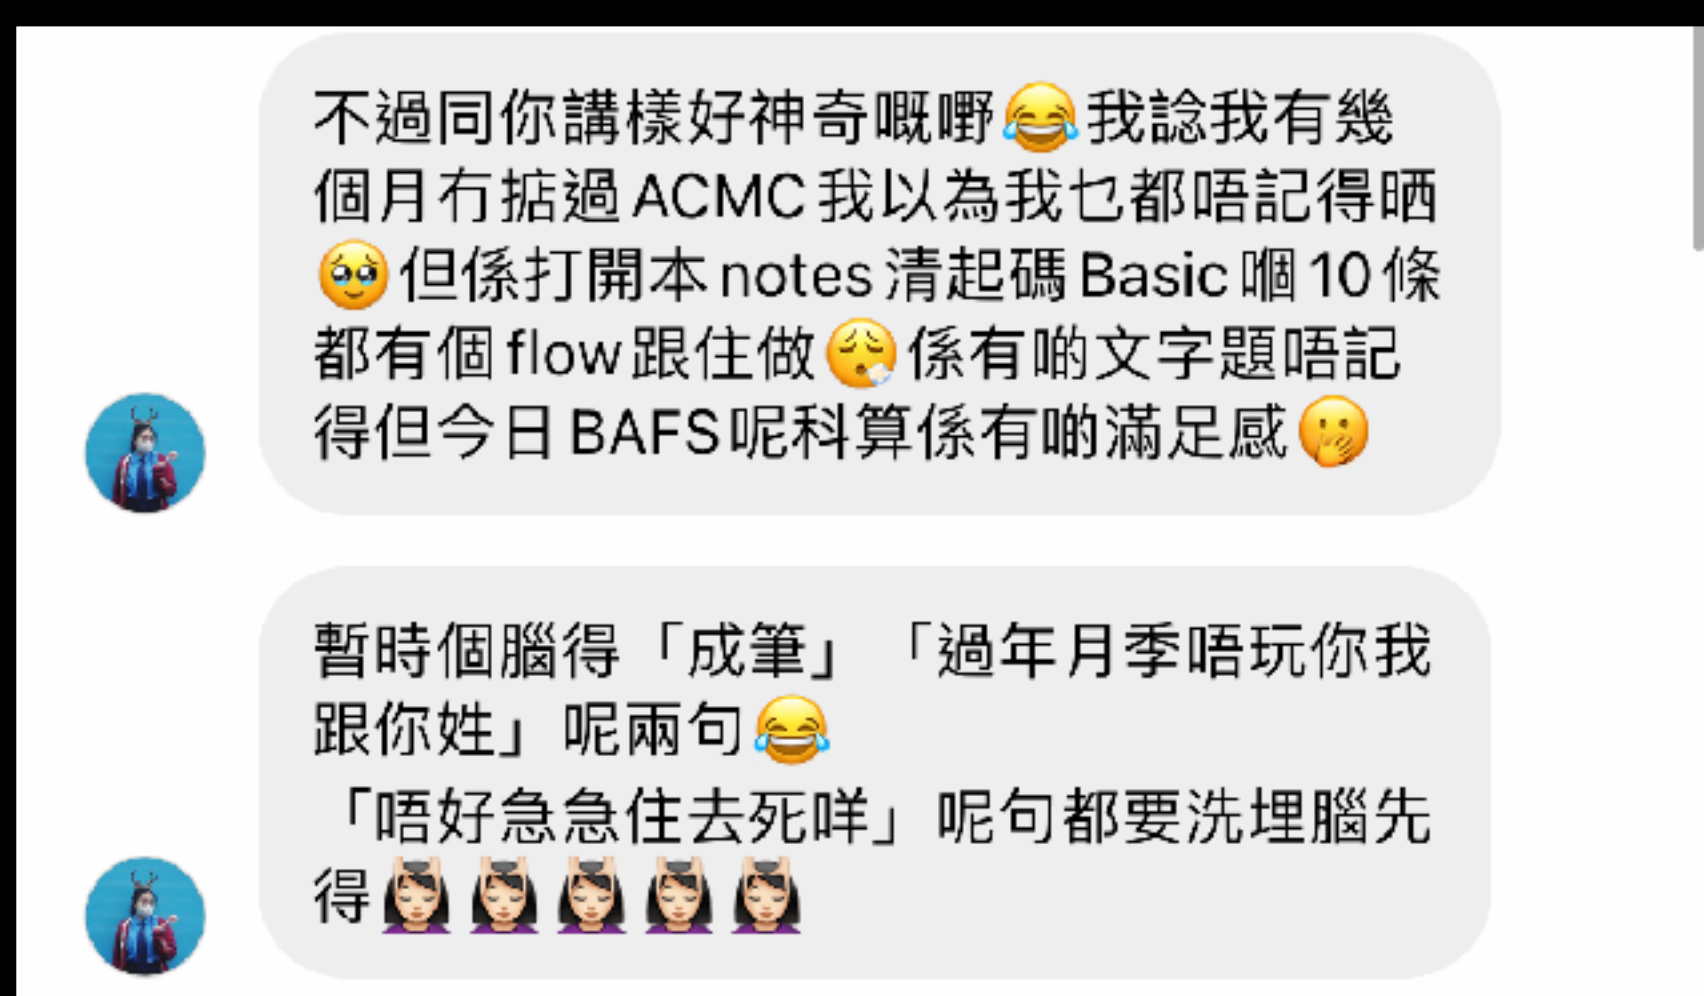 不過同你講樣好神奇嘅嘢😂我諗我有幾
個月冇掂過ACMC我以為我乜都唔記得晒
🥹但係打開本notes清起碼Basic嗰10條
都有個flow跟住做😮‍💨係有啲文字題唔記
得但今日BAFS呢科算係有啲滿足感🫢
暫時個腦得「成筆」「過年月季唔玩你我
跟你姓」呢兩句😂
「唔好急急住去死咩」呢句都要洗埋腦先
得💆🏻‍♀️💆🏻‍♀️💆🏻‍♀️💆🏻‍♀️💆🏻‍♀️